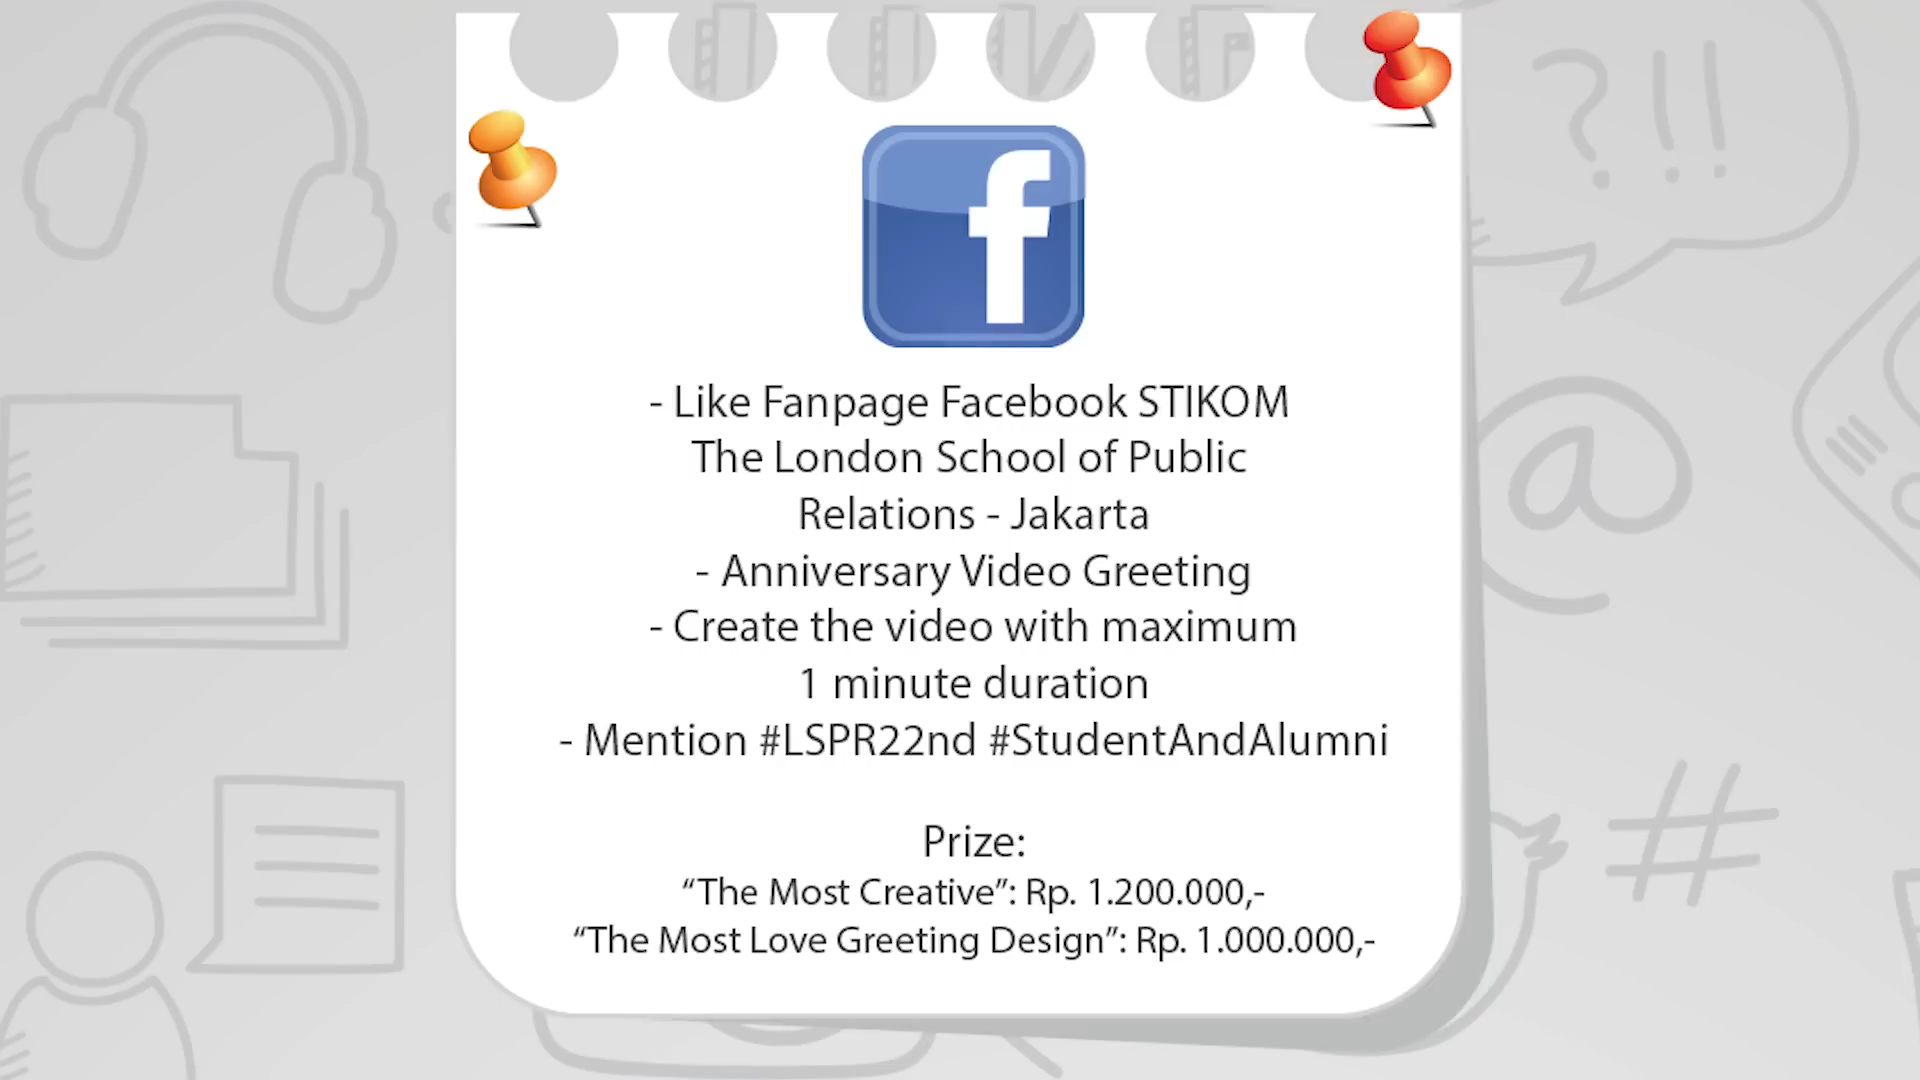 f
- Like Fanpage Facebook STIKOM
The London School of Public
Relations - Jakarta
- Anniversary Video Greeting
- Create the video with maximum
1 minute duration
- Mention #LSPR22nd #StudentAndAlumni
Prize:
“The Most Creative”: Rp. 1.200.000,-
“The Most Love Greeting Design”: Rp. 1.000.000,-
?!!
@
#